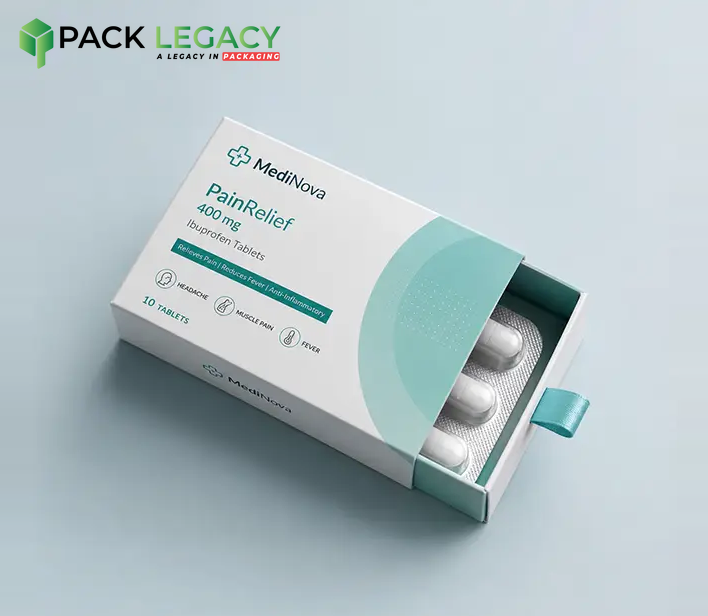 PACK LEGACY
A LEGACY IN PACKAGING
MediNova
PainRelief
400 mg
Ibuprofen Tablets
Relieves Pain | Reduces Fever | Anti-Inflammatory
HEADACHE
MUSCLE PAIN
FEVER
10 TABLETS
MediNova